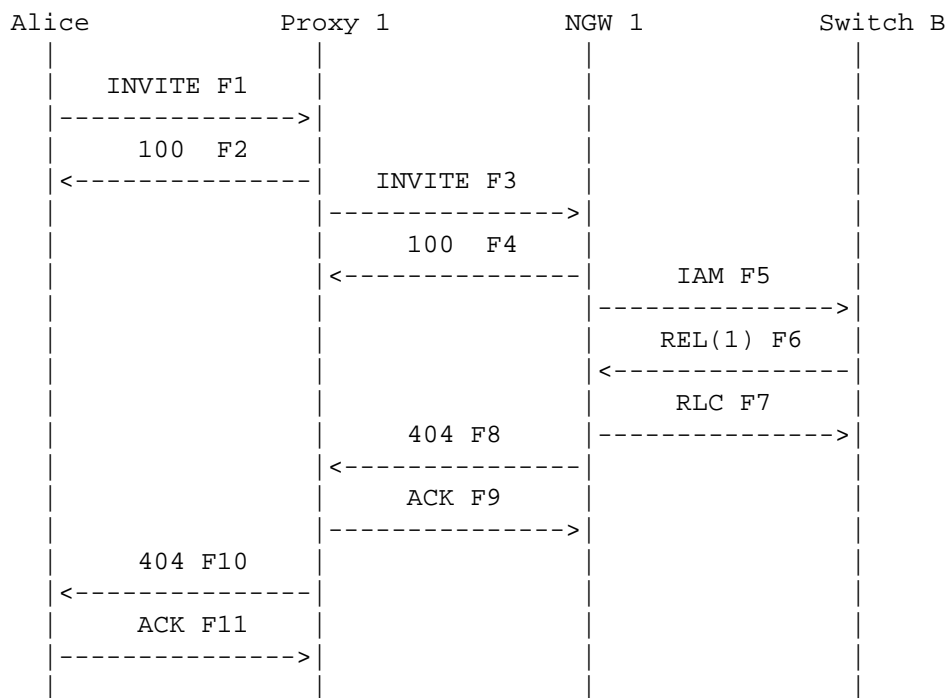 Alice Proxy 1 NGW 1 Switch B
INVITE F1
100 F2
INVITE F3
100 F4
IAM F5
REL(1) F6
RLC F7
404 F8
ACK F9
404 F10
ACK F11